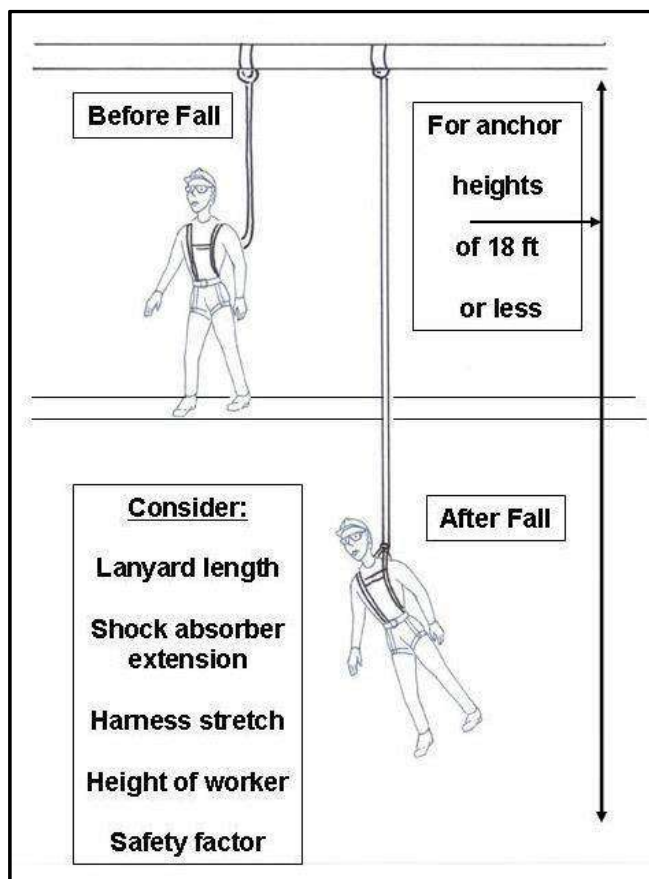 Before Fall
For anchor
heights
of 18 ft
or less
Consider:
Lanyard length
Shock absorber
extension
Harness stretch
Height of worker
Safety factor
After Fall